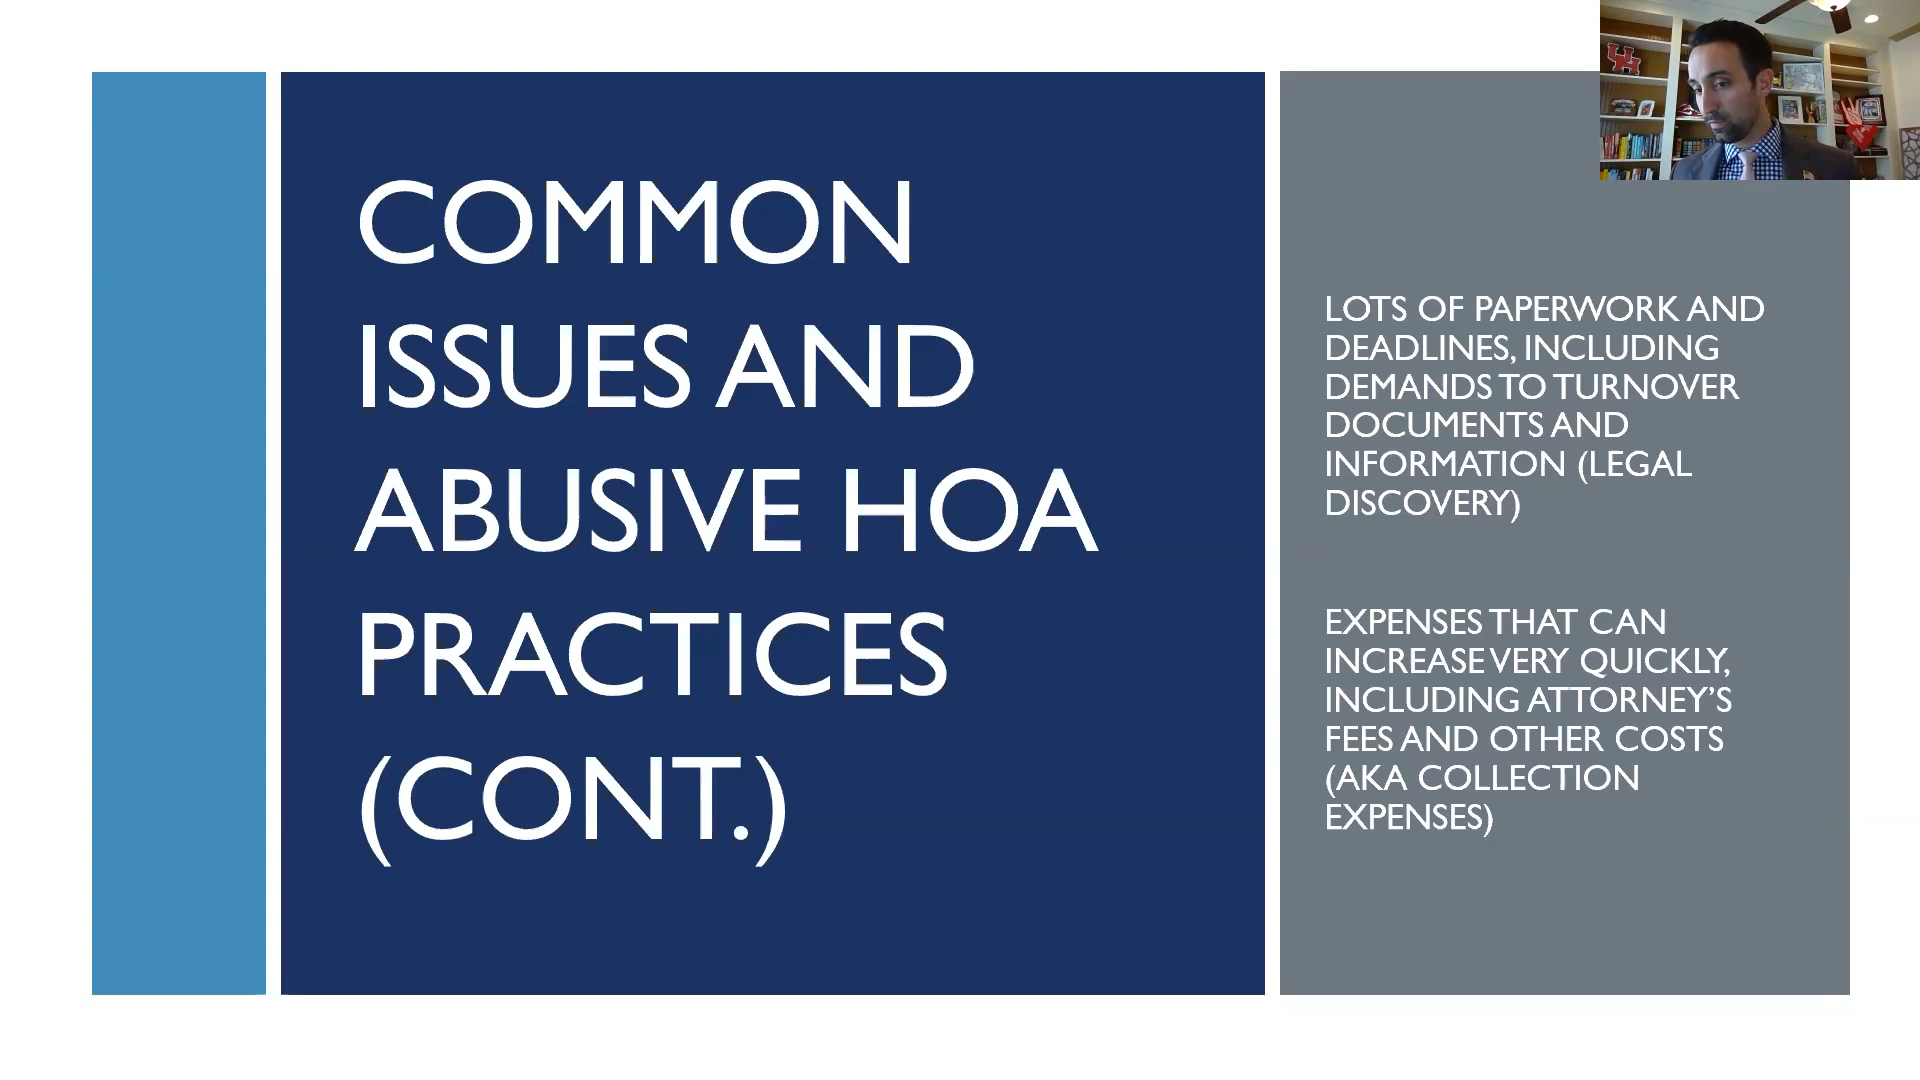 COMMON
ISSUES AND
ABUSIVE HOA
PRACTICES
(CONT.)
LOTS OF PAPERWORK AND
DEADLINES, INCLUDING
DEMANDS TO TURNOVER
DOCUMENTS AND
INFORMATION (LEGAL
DISCOVERY)
EXPENSES THAT CAN
INCREASE VERY QUICKLY,
INCLUDING ATTORNEY’S
FEES AND OTHER COSTS
(AKA COLLECTION
EXPENSES)